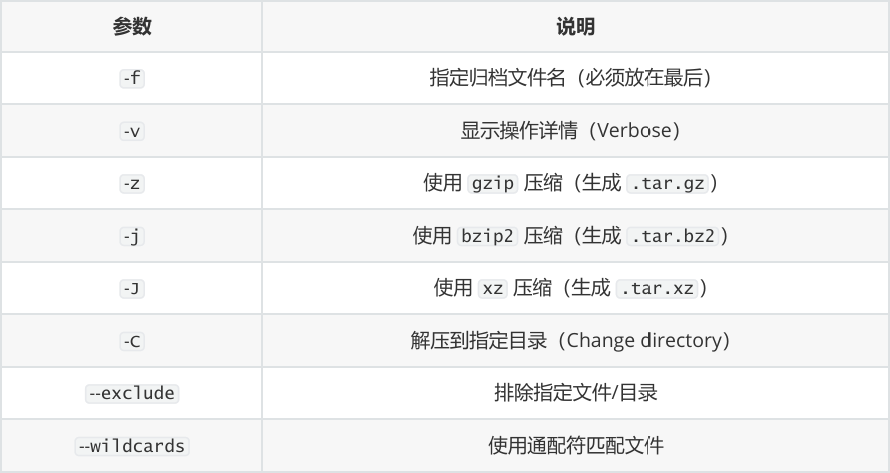 参数 说明
-f 指定归档文件名（必须放在最后）
-v 显示操作详情（Verbose）
-z 使用 gzip 压缩（生成 .tar.gz）
-j 使用 bzip2 压缩（生成 .tar.bz2）
-J 使用 xz 压缩（生成 .tar.xz）
-C 解压到指定目录（Change directory）
--exclude 排除指定文件/目录
--wildcards 使用通配符匹配文件